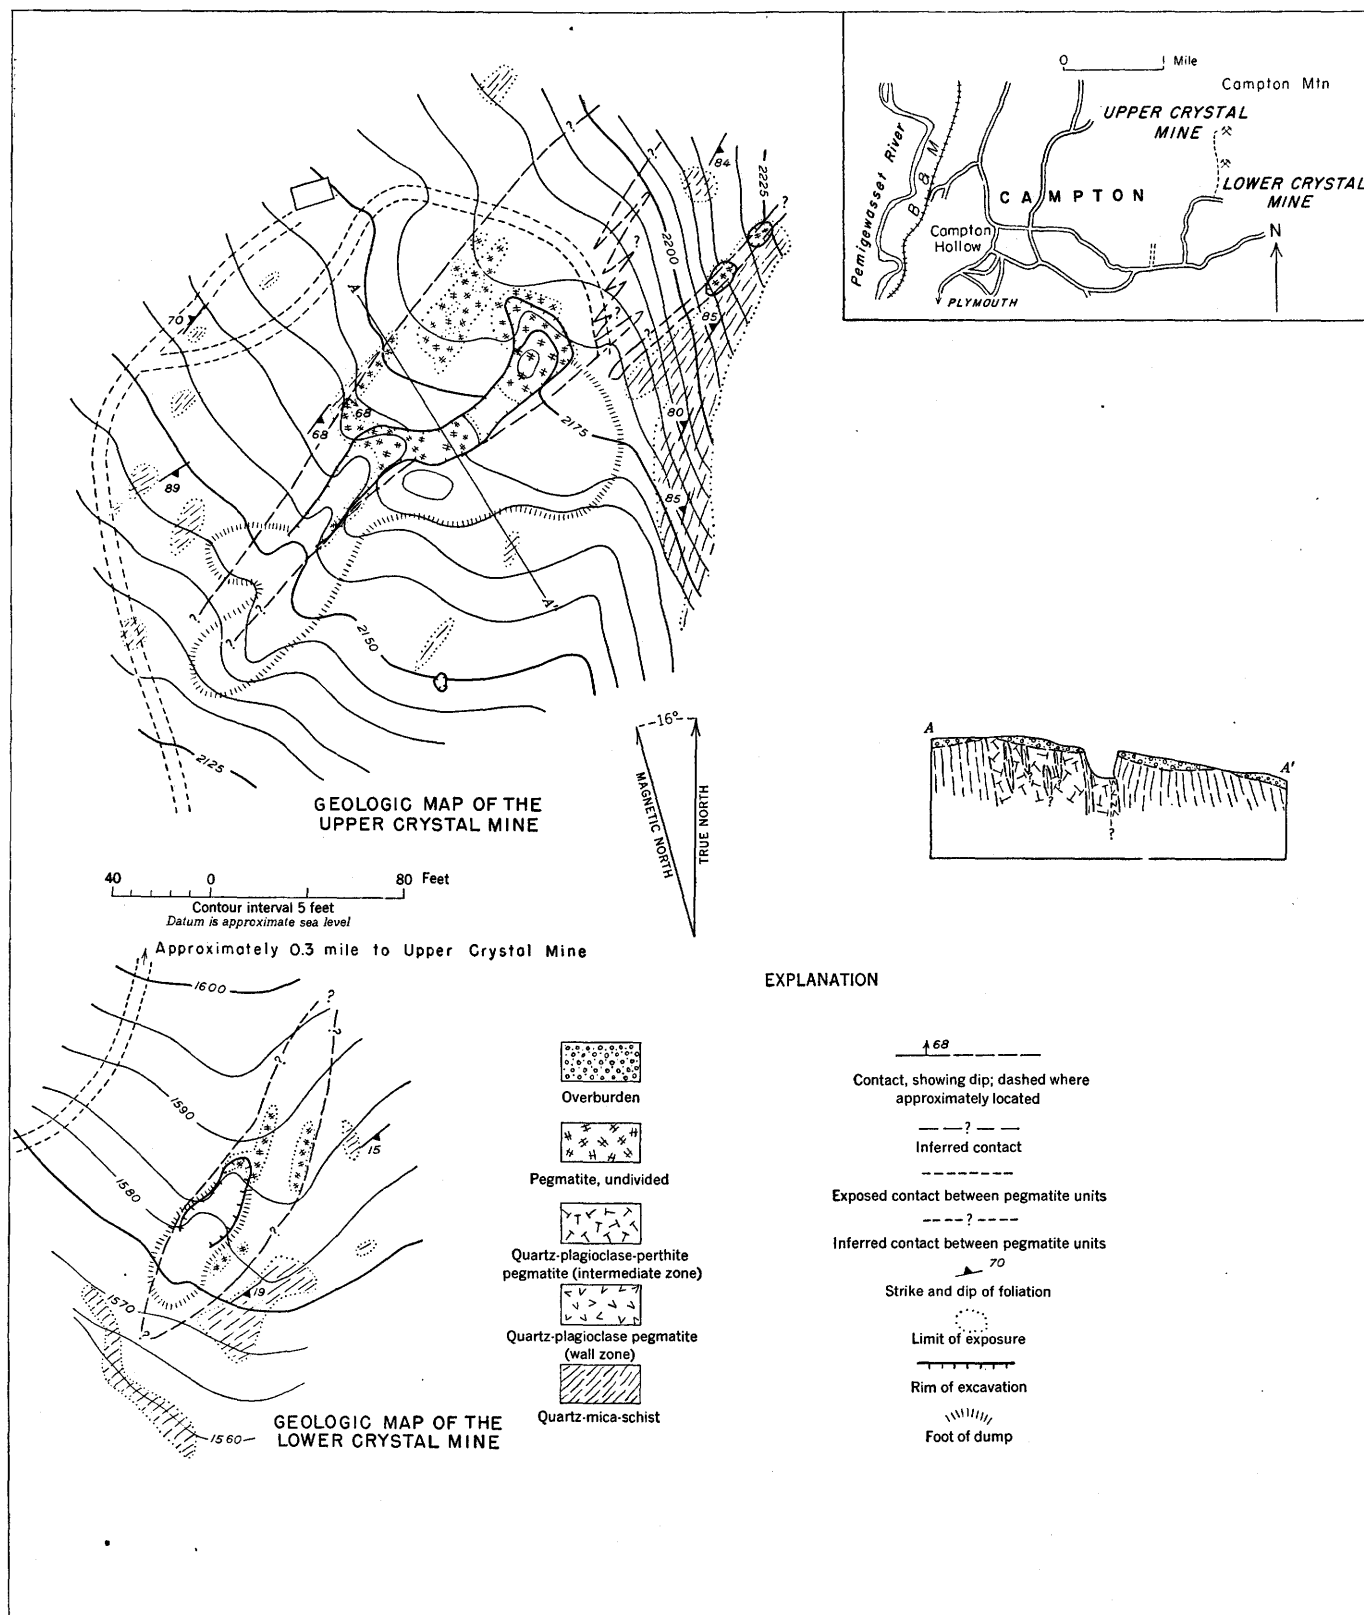 0 1 Mile
Campton Mtn
UPPER CRYSTAL
MINE
LOWER CRYSTAL
MINE
Pemigewasset River
B & M
CAMPTON
Campton
Hollow
PLYMOUTH
N
?
?
84
2225
?
2200
?
?
?
85
A
70
68
68
2175
80
89
85
A'
?
?
2150
2125
GEOLOGIC MAP OF THE
UPPER CRYSTAL MINE
16°
MAGNETIC NORTH
TRUE NORTH
A
A'
?
?
40 0 80 Feet
Contour interval 5 feet
Datum is approximate sea level
Approximately 0.3 mile to Upper Crystal Mine
1600
?
?
?
1590
15
1580
?
19
1570
?
1560
GEOLOGIC MAP OF THE
LOWER CRYSTAL MINE
EXPLANATION
Overburden
Pegmatite, undivided
Quartz-plagioclase-perthite
pegmatite (intermediate zone)
Quartz-plagioclase pegmatite
(wall zone)
Quartz-mica-schist
68
Contact, showing dip; dashed where
approximately located
?
Inferred contact
Exposed contact between pegmatite units
?
Inferred contact between pegmatite units
70
Strike and dip of foliation
Limit of exposure
Rim of excavation
Foot of dump